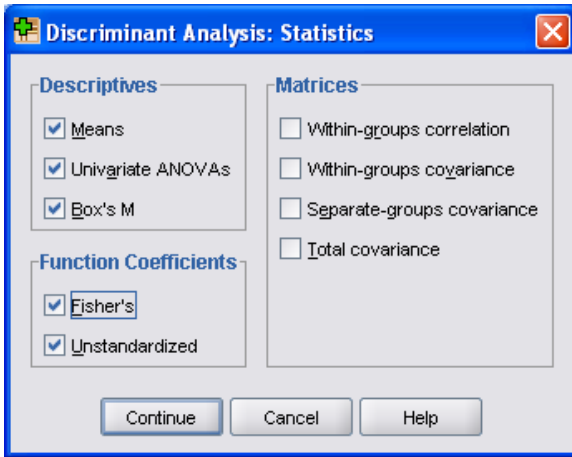 Discriminant Analysis: Statistics
Descriptives
Means
Univariate ANOVAs
Box's M
Function Coefficients
Fisher's
Unstandardized
Matrices
Within-groups correlation
Within-groups covariance
Separate-groups covariance
Total covariance
Continue
Cancel
Help